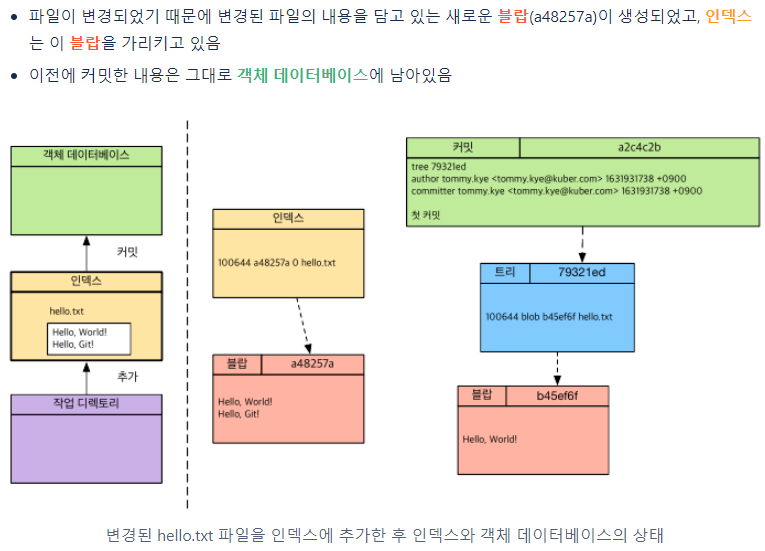 파일이 변경되었기 때문에 변경된 파일의 내용을 담고 있는 새로운 블랍(a48257a)이 생성되었고, 인덱스
는 이 블랍을 가리키고 있음
이전에 커밋한 내용은 그대로 객체 데이터베이스에 남아있음
객체 데이터베이스
커밋
인덱스
hello.txt
Hello, World!
Hello, Git!
추가
작업 디렉토리
인덱스
100644 a48257a 0 hello.txt
블랍 a48257a
Hello, World!
Hello, Git!
커밋 a2c4c2b
tree 79321ed
author tommy.kye <tommy.kye@kuber.com> 1631931738 +0900
committer tommy.kye <tommy.kye@kuber.com> 1631931738 +0900
첫 커밋
트리 79321ed
100644 blob b45ef6f hello.txt
블랍 b45ef6f
Hello, World!
변경된 hello.txt 파일을 인덱스에 추가한 후 인덱스와 객체 데이터베이스의 상태